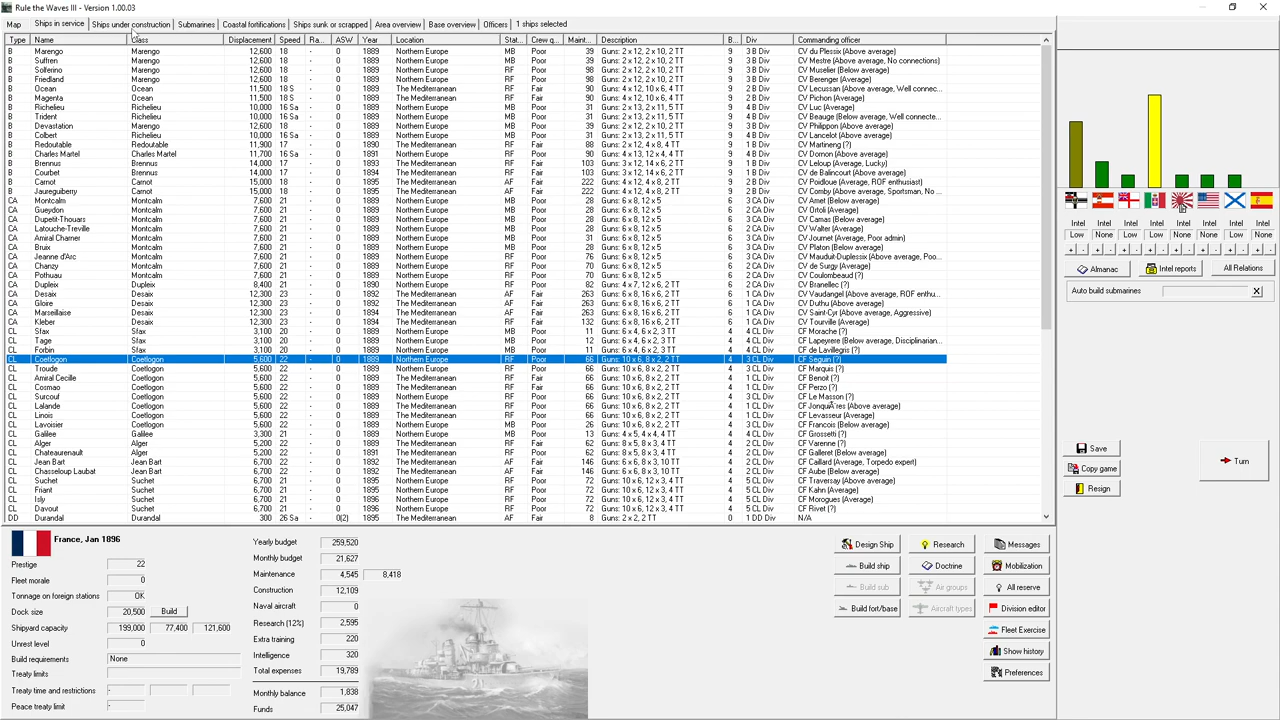 Rule the Waves III - Version 1.00.03
Map Ships in service Ships under construction Submarines Coastal fortifications Ships sunk or scrapped Area overview Base overview Officers 1 ships selected
Type Name Class Displacement Speed Ra... ASW Year Location Stat... Crew q... Maint... Description B... Div Commanding officer
B Marengo Marengo 12,600 18 - 0 1889 Northern Europe MB Poor 39 Guns: 2 x 12, 2 x 10, 2 TT 9 3 B Div CV du Plessix (Above average)
B Suffren Marengo 12,600 18 - 0 1889 Northern Europe MB Poor 39 Guns: 2 x 12, 2 x 10, 2 TT 9 3 B Div CV Mestre (Above average, No connections)
B Solferino Marengo 12,600 18 - 0 1889 Northern Europe RF Poor 98 Guns: 2 x 12, 2 x 10, 2 TT 9 3 B Div CV Muselier (Below average)
B Friedland Marengo 12,600 18 - 0 1889 Northern Europe RF Poor 98 Guns: 2 x 12, 2 x 10, 2 TT 9 3 B Div CV Berenger (Average)
B Ocean Ocean 11,500 18 S - 0 1889 The Mediterranean RF Fair 90 Guns: 4 x 12, 10 x 6, 4 TT 9 2 B Div CV Lecussan (Above average, Well connec...
B Magenta Ocean 11,500 18 S - 0 1889 The Mediterranean RF Fair 90 Guns: 4 x 12, 10 x 6, 4 TT 9 2 B Div CV Pichon (Average)
B Richelieu Richelieu 10,000 16 Sa - 0 1889 Northern Europe MB Poor 31 Guns: 2 x 13, 2 x 11, 5 TT 9 4 B Div CV Luc (Average)
B Trident Richelieu 10,000 16 Sa - 0 1889 Northern Europe MB Poor 31 Guns: 2 x 13, 2 x 11, 5 TT 9 4 B Div CV Beauge (Below average, Well connecte...
B Devastation Marengo 12,600 18 - 0 1889 Northern Europe MB Poor 39 Guns: 2 x 12, 2 x 10, 2 TT 9 3 B Div CV Philippon (Above average)
B Colbert Richelieu 10,000 16 Sa - 0 1889 Northern Europe MB Poor 31 Guns: 2 x 13, 2 x 11, 5 TT 9 4 B Div CV Lancelot (Above average)
B Redoutable Redoutable 11,900 17 - 0 1890 The Mediterranean RF Fair 88 Guns: 2 x 12, 4 x 8, 4 TT 9 2 B Div CV Martineng (?)
B Charles Martel Charles Martel 11,700 16 Sa - 0 1891 Northern Europe RF Poor 90 Guns: 4 x 13, 12 x 4, 4 TT 9 4 B Div CV Dornon (Above average)
B Brennus Brennus 14,000 17 - 0 1893 The Mediterranean RF Fair 103 Guns: 3 x 13, 14 x 6, 2 TT 9 1 B Div CV Leloup (Average, Lucky)
B Courbet Brennus 14,000 17 - 0 1894 The Mediterranean RF Fair 103 Guns: 3 x 13, 14 x 6, 2 TT 9 1 B Div CV de Balincourt (Below average)
B Carnot Carnot 15,000 18 - 0 1895 The Mediterranean AF Fair 222 Guns: 4 x 12, 4 x 8, 2 TT 9 2 B Div CV Poidloue (Average, ROF enthusiast)
B Jaureguiberry Carnot 15,000 18 - 0 1895 The Mediterranean AF Fair 222 Guns: 4 x 12, 4 x 8, 2 TT 9 2 B Div CV Comby (Above average, Sportsman, No ...
CA Montcalm Montcalm 7,600 21 - 0 1889 Northern Europe MB Poor 28 Guns: 6 x 8, 12 x 5 6 3 CA Div CV Amet (Below average)
CA Gueydon Montcalm 7,600 21 - 0 1889 Northern Europe MB Poor 28 Guns: 6 x 8, 12 x 5 6 2 CA Div CV Ortoli (Average)
CA Dupetit-Thouars Montcalm 7,600 21 - 0 1889 Northern Europe MB Poor 28 Guns: 6 x 8, 12 x 5 6 2 CA Div CV Camas (Below average)
CA Latouche-Treville Montcalm 7,600 21 - 0 1889 Northern Europe MB Poor 28 Guns: 6 x 8, 12 x 5 6 2 CA Div CV Walter (Average)
CA Amiral Charner Montcalm 7,600 21 - 0 1889 Northern Europe MB Poor 28 Guns: 6 x 8, 12 x 5 6 3 CA Div CV Journet (Average, Poor admin)
CA Bruix Montcalm 7,600 21 - 0 1889 Northern Europe MB Poor 28 Guns: 6 x 8, 12 x 5 6 2 CA Div CV Platon (Below average)
CA Jeanne d'Arc Montcalm 7,600 21 - 0 1889 Northern Europe RF Poor 76 Guns: 6 x 8, 12 x 5 6 2 CA Div CV Mauduit-Duplessix (Above average, Poo...
CA Chanzy Montcalm 7,600 21 - 0 1889 Northern Europe RF Poor 70 Guns: 6 x 8, 12 x 5 6 3 CA Div CV de Surgy (Average)
CA Pothuau Montcalm 7,600 21 - 0 1889 Northern Europe RF Poor 70 Guns: 6 x 8, 12 x 5 6 2 CA Div CV Coulombeaud (?)
CA Dupleix Dupleix 8,400 21 - 0 1890 Northern Europe RF Poor 82 Guns: 4 x 7, 12 x 6, 2 TT 6 2 CA Div CV Branellec (?)
CA Desaix Desaix 12,300 23 - 0 1892 The Mediterranean AF Fair 263 Guns: 6 x 8, 16 x 6, 2 TT 6 1 CA Div CV Vaudangel (Average, ROF enthu...
CA Gloire Desaix 12,300 23 - 0 1892 The Mediterranean AF Fair 263 Guns: 6 x 8, 16 x 6, 2 TT 6 1 CA Div CV Duthu (Above average)
CA Marseillaise Desaix 12,300 23 - 0 1894 The Mediterranean AF Fair 263 Guns: 6 x 8, 16 x 6, 2 TT 6 1 CA Div CV Saint-Cyr (Average, Aggressive)
CA Kleber Desaix 12,300 23 - 0 1894 The Mediterranean RF Fair 132 Guns: 6 x 8, 16 x 6, 2 TT 6 1 CA Div CV Tourville (Average)
CL Sfax Sfax 3,100 20 - 0 1889 Northern Europe MB Poor 11 Guns: 6 x 4, 6 x 2, 3 TT 4 4 CL Div CF Morache (?)
CL Tage Sfax 3,100 20 - 0 1889 Northern Europe MB Poor 12 Guns: 6 x 4, 6 x 2, 3 TT 4 4 CL Div CF Lapeyrere (Below average, Disciplinarian...
CL Forbin Sfax 3,100 20 - 0 1889 Northern Europe MB Poor 11 Guns: 6 x 4, 6 x 2, 3 TT 4 4 CL Div CF de Lavillegris (?)
CL Coetlogon Coetlogon 5,600 22 - 0 1889 Northern Europe RF Poor 66 Guns: 10 x 6, 8 x 2, 2 TT 4 3 CL Div CF Seguin (?)
CL Troude Coetlogon 5,600 22 - 0 1889 Northern Europe RF Poor 66 Guns: 10 x 6, 8 x 2, 2 TT 4 3 CL Div CF Marquis (?)
CL Amiral Cecille Coetlogon 5,600 22 - 0 1889 The Mediterranean RF Fair 66 Guns: 10 x 6, 8 x 2, 2 TT 4 1 CL Div CF Benoit (?)
CL Cosmao Coetlogon 5,600 22 - 0 1889 The Mediterranean RF Fair 66 Guns: 10 x 6, 8 x 2, 2 TT 4 1 CL Div CF Perzo (?)
CL Surcouf Coetlogon 5,600 22 - 0 1889 Northern Europe RF Poor 66 Guns: 10 x 6, 8 x 2, 2 TT 4 3 CL Div CF Le Masson (?)
CL Lalande Coetlogon 5,600 22 - 0 1889 The Mediterranean RF Fair 66 Guns: 10 x 6, 8 x 2, 2 TT 4 1 CL Div CF JonquiÃ¨res (Above average)
CL Linois Coetlogon 5,600 22 - 0 1889 The Mediterranean RF Fair 66 Guns: 10 x 6, 8 x 2, 2 TT 4 1 CL Div CF Levasseur (Average)
CL Lavoisier Coetlogon 5,600 22 - 0 1889 Northern Europe MB Poor 26 Guns: 10 x 6, 8 x 2, 2 TT 4 3 CL Div CF Francois (Below average)
CL Galilee Galilee 3,300 21 - 0 1889 Northern Europe MB Poor 13 Guns: 4 x 5, 4 x 4, 4 TT 4 4 CL Div CF Grossetti (?)
CL Alger Alger 5,200 22 - 0 1889 The Mediterranean RF Fair 62 Guns: 8 x 5, 8 x 3, 4 TT 4 2 CL Div CF Varenne (?)
CL Chateaurenault Alger 5,200 22 - 0 1891 Northern Europe RF Poor 62 Guns: 8 x 5, 8 x 3, 4 TT 4 3 CL Div CF Galleret (Below average)
CL Jean Bart Jean Bart 6,700 22 - 0 1892 The Mediterranean AF Fair 146 Guns: 8 x 6, 8 x 3, 4 TT 4 2 CL Div CF Caillard (Average, Torpedo expert)
CL Chasseloup Laubat Jean Bart 6,700 22 - 0 1892 The Mediterranean AF Fair 146 Guns: 8 x 6, 8 x 3, 4 TT 4 2 CL Div CF Aube (Below average)
CL Suchet Suchet 6,700 21 - 0 1895 Northern Europe RF Poor 72 Guns: 10 x 6, 12 x 3, 4 TT 4 5 CL Div CF Traversay (Above average)
CL Friant Suchet 6,700 21 - 0 1895 Northern Europe RF Poor 72 Guns: 10 x 6, 12 x 3, 4 TT 4 5 CL Div CF Kahn (Average)
CL Isly Suchet 6,700 21 - 0 1896 Northern Europe RF Poor 72 Guns: 10 x 6, 12 x 3, 4 TT 4 5 CL Div CF Morogues (Average)
CL Davout Suchet 6,700 21 - 0 1896 Northern Europe RF Poor 72 Guns: 10 x 6, 12 x 3, 4 TT 4 5 CL Div CF Rivet (?)
DD Durandal Durandal 300 26 Sa - 0(2) 1895 The Mediterranean AF Fair 8 Guns: 2 x 2, 2 TT 0 1 DD Div N/A
Intel Intel Intel Intel Intel Intel Intel Intel
Low None Low Low None None Low None
+ - + - + - + - + - + - + - + -
Almanac Intel reports All Relations
Auto build submarines
Save
Turn
Copy game
Resign
France, Jan 1896
Prestige 22
Fleet morale 0
Tonnage on foreign stations OK
Dock size 20,500 Build
Shipyard capacity 199,000 77,400 121,600
Unrest level 0
Build requirements None
Treaty limits
Treaty time and restrictions -
Peace treaty limit -
Yearly budget 259,520
Monthly budget 21,627
Maintenance 4,545 8,418
Construction 12,109
Naval aircraft 0
Research (12%) 2,595
Extra training 220
Intelligence 320
Total expenses 19,789
Monthly balance 1,838
Funds 25,047
Design Ship Research Messages
Build ship Doctrine Mobilization
Build sub Air groups All reserve
Build fort/base Aircraft types Division editor
Fleet Exercise
Show history
Preferences